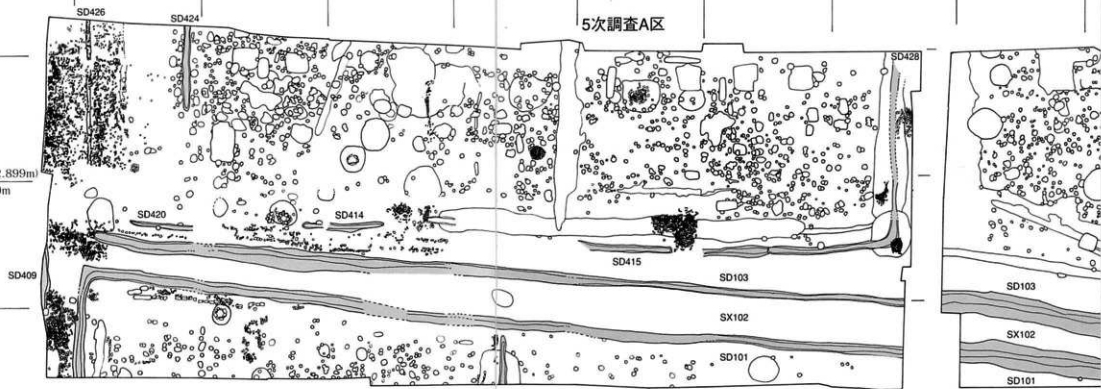 SD426
SD424
5次調査A区
SD428
2.899m)
SD420
SD414
SD409
SD415
SD103
SD103
SX102
SX102
SD101
SD101